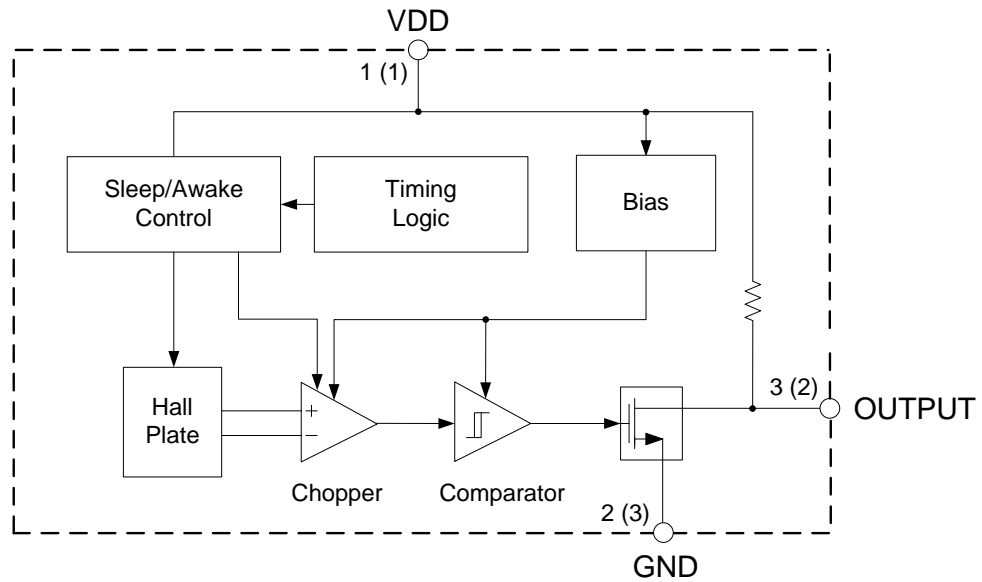 VDD
1 (1)
Sleep/Awake
Control
Timing
Logic
Bias
Hall
Plate
+
−
3 (2)
OUTPUT
Chopper
Comparator
2 (3)
GND